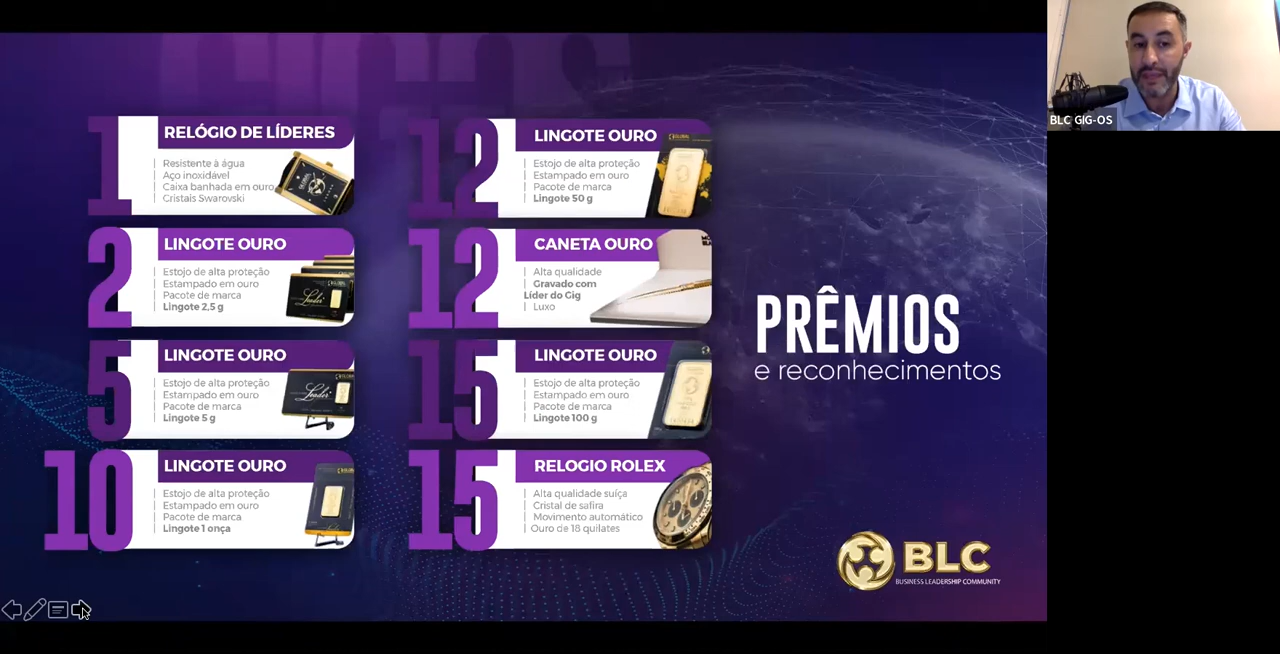 1
RELÓGIO DE LÍDERES
Resistente à água
Aço inoxidável
Caixa banhada em ouro
Cristais Swarovski
2
LINGOTE OURO
Estojo de alta proteção
Estampado em ouro
Pacote de marca
Lingote 2,5 g
Leader
5
LINGOTE OURO
Estojo de alta proteção
Estampado em ouro
Pacote de marca
Lingote 5 g
Leader
10
LINGOTE OURO
Estojo de alta proteção
Estampado em ouro
Pacote de marca
Lingote 1 onça
12
LINGOTE OURO
Estojo de alta proteção
Estampado em ouro
Pacote de marca
Lingote 50 g
12
CANETA OURO
Alta qualidade
Gravado com
Líder do Gig
Luxo
15
LINGOTE OURO
Estojo de alta proteção
Estampado em ouro
Pacote de marca
Lingote 100 g
15
RELOGIO ROLEX
Alta qualidade suíça
Cristal de safira
Movimento automático
Ouro de 18 quilates
PRÊMIOS
e reconhecimentos
BLC
BUSINESS LEADERSHIP COMMUNITY
BLC GIG-OS